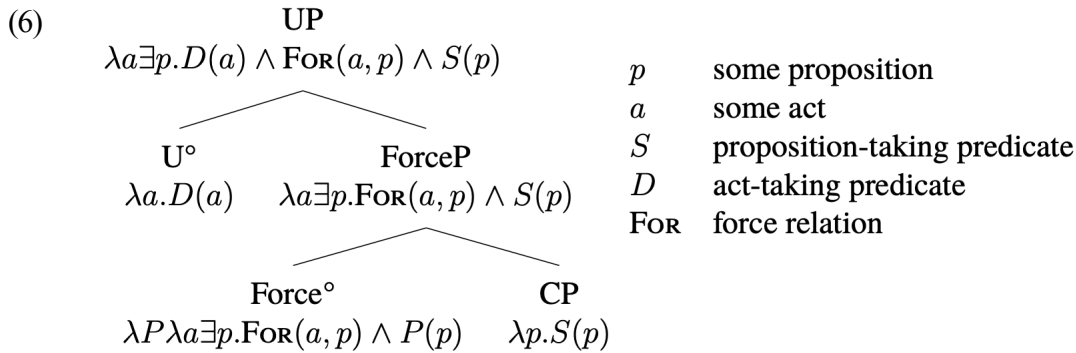 (6)
UP
λa∃p.D(a) ∧ FOR(a, p) ∧ S(p)
U° ForceP
λa.D(a) λa∃p.FOR(a, p) ∧ S(p)
Force° CP
λPλa∃p.FOR(a, p) ∧ P(p) λp.S(p)
p some proposition
a some act
S proposition-taking predicate
D act-taking predicate
FOR force relation